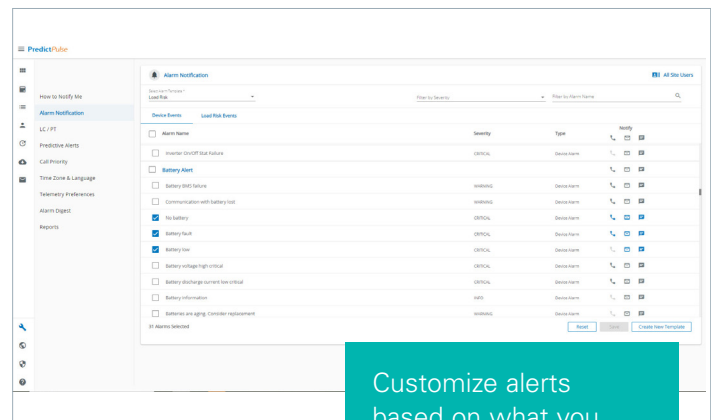 PredictPulse
Alarm Notification
All Site Users
How to Notify Me
Alarm Notification
LC / PT
Predictive Alerts
Call Priority
Time Zone & Language
Telemetry Preferences
Alarm Digest
Reports
Load Risk
Filter by Severity
Filter by Alarm Name
Device Events
Load Risk Events
Alarm Name
Severity
Type
Notify
Inverter On/Off Stat Failure
CRITICAL
Device Alarm
Battery Alert
Battery BMS failure
WARNING
Device Alarm
Communication with battery lost
WARNING
Device Alarm
No battery
CRITICAL
Device Alarm
Battery fault
CRITICAL
Device Alarm
Battery low
CRITICAL
Device Alarm
Battery voltage high critical
CRITICAL
Device Alarm
Battery discharge current low critical
CRITICAL
Device Alarm
Battery information
INFO
Device Alarm
Batteries are aging. Consider replacement
WARNING
Device Alarm
31 Alarms Selected
Reset
Save
Create New Template
Customize alerts
based on what you